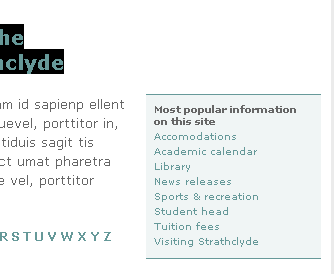 he
hclyde
am id sapienp ellent
uevel, porttitor in,
tiduis sagit tis
ct umat pharetra
e vel, porttitor
R S T U V W X Y Z
Most popular information
on this site
Accomodations
Academic calendar
Library
News releases
Sports & recreation
Student head
Tuition fees
Visiting Strathclyde